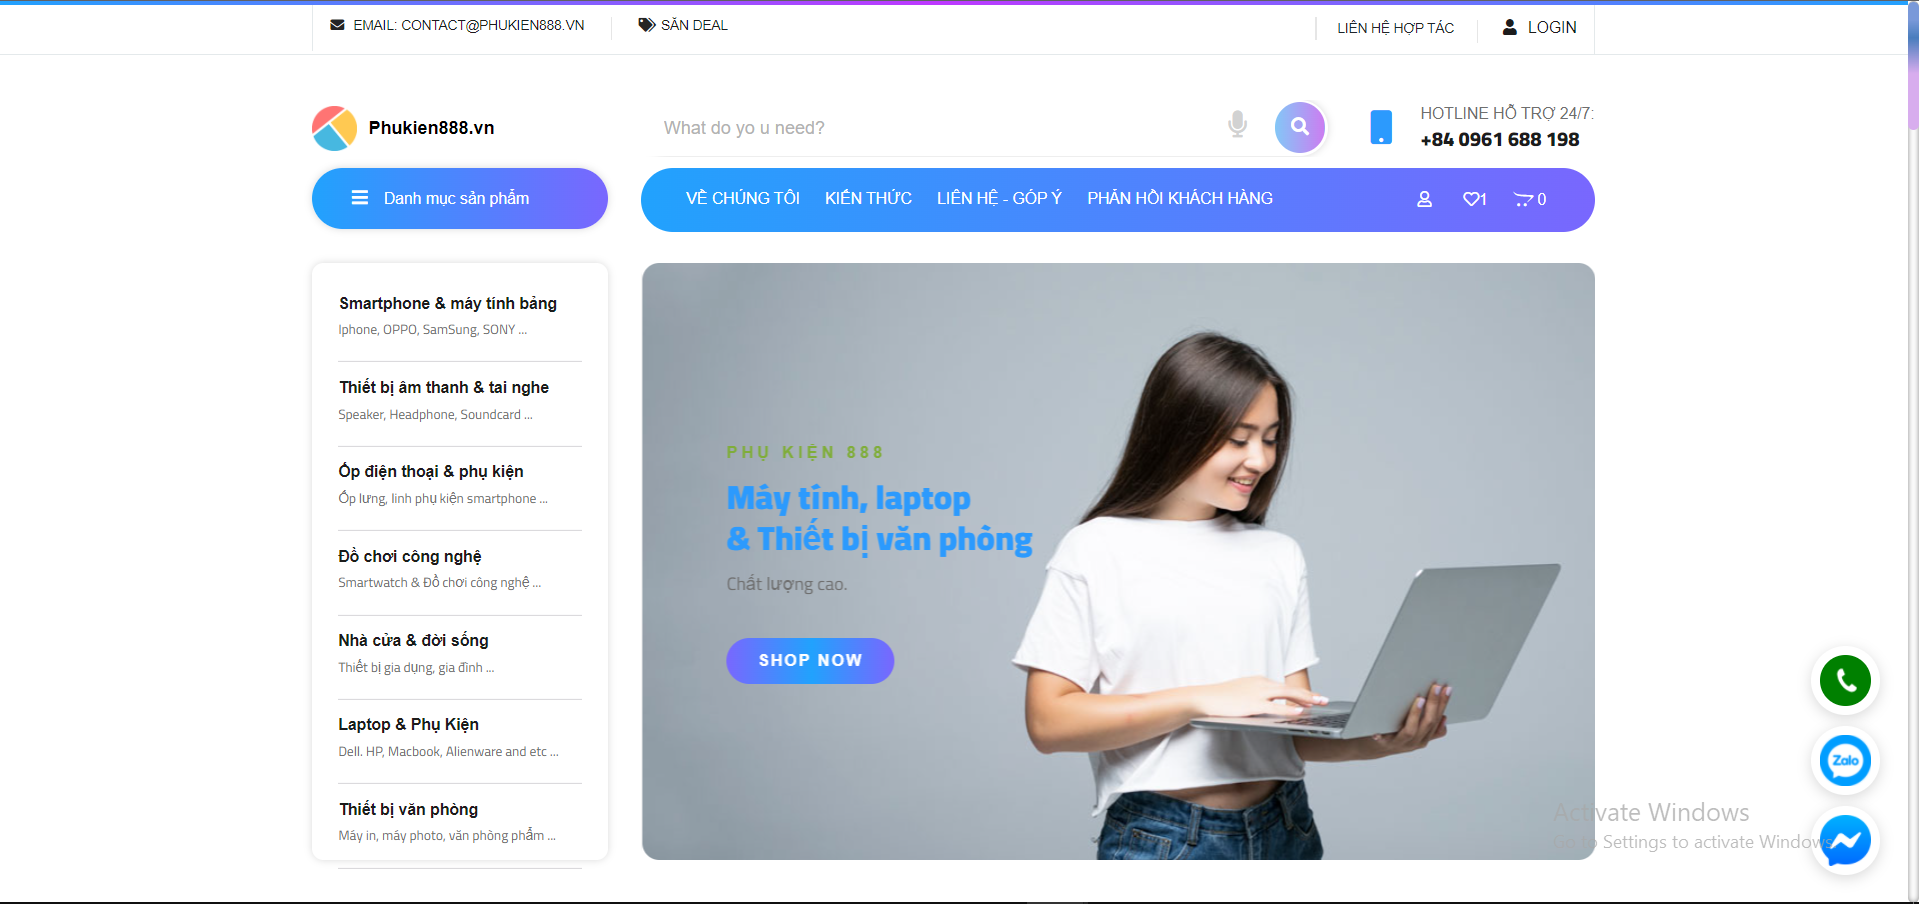 EMAIL: CONTACT@PHUKIEN888.VN
SĂN DEAL
LIÊN HỆ HỢP TÁC
LOGIN
Phukien888.vn
What do yo u need?
HOTLINE HỖ TRỢ 24/7:
+84 0961 688 198
Danh mục sản phẩm
VỀ CHÚNG TÔI
KIẾN THỨC
LIÊN HỆ - GÓP Ý
PHẢN HỒI KHÁCH HÀNG
1
0
Smartphone & máy tính bảng
Iphone, OPPO, SamSung, SONY ...
Thiết bị âm thanh & tai nghe
Speaker, Headphone, Soundcard ...
Ốp điện thoại & phụ kiện
Ốp lưng, linh phụ kiện smartphone ...
Đồ chơi công nghệ
Smartwatch & Đồ chơi công nghệ ...
Nhà cửa & đời sống
Thiết bị gia dụng, gia đình ...
Laptop & Phụ Kiện
Dell. HP, Macbook, Alienware and etc ...
Thiết bị văn phòng
Máy in, máy photo, văn phòng phẩm ...
PHỤ KIỆN 888
Máy tính, laptop
& Thiết bị văn phòng
Chất lượng cao.
SHOP NOW
Zalo
Activate Windows
Go to Settings to activate Windows